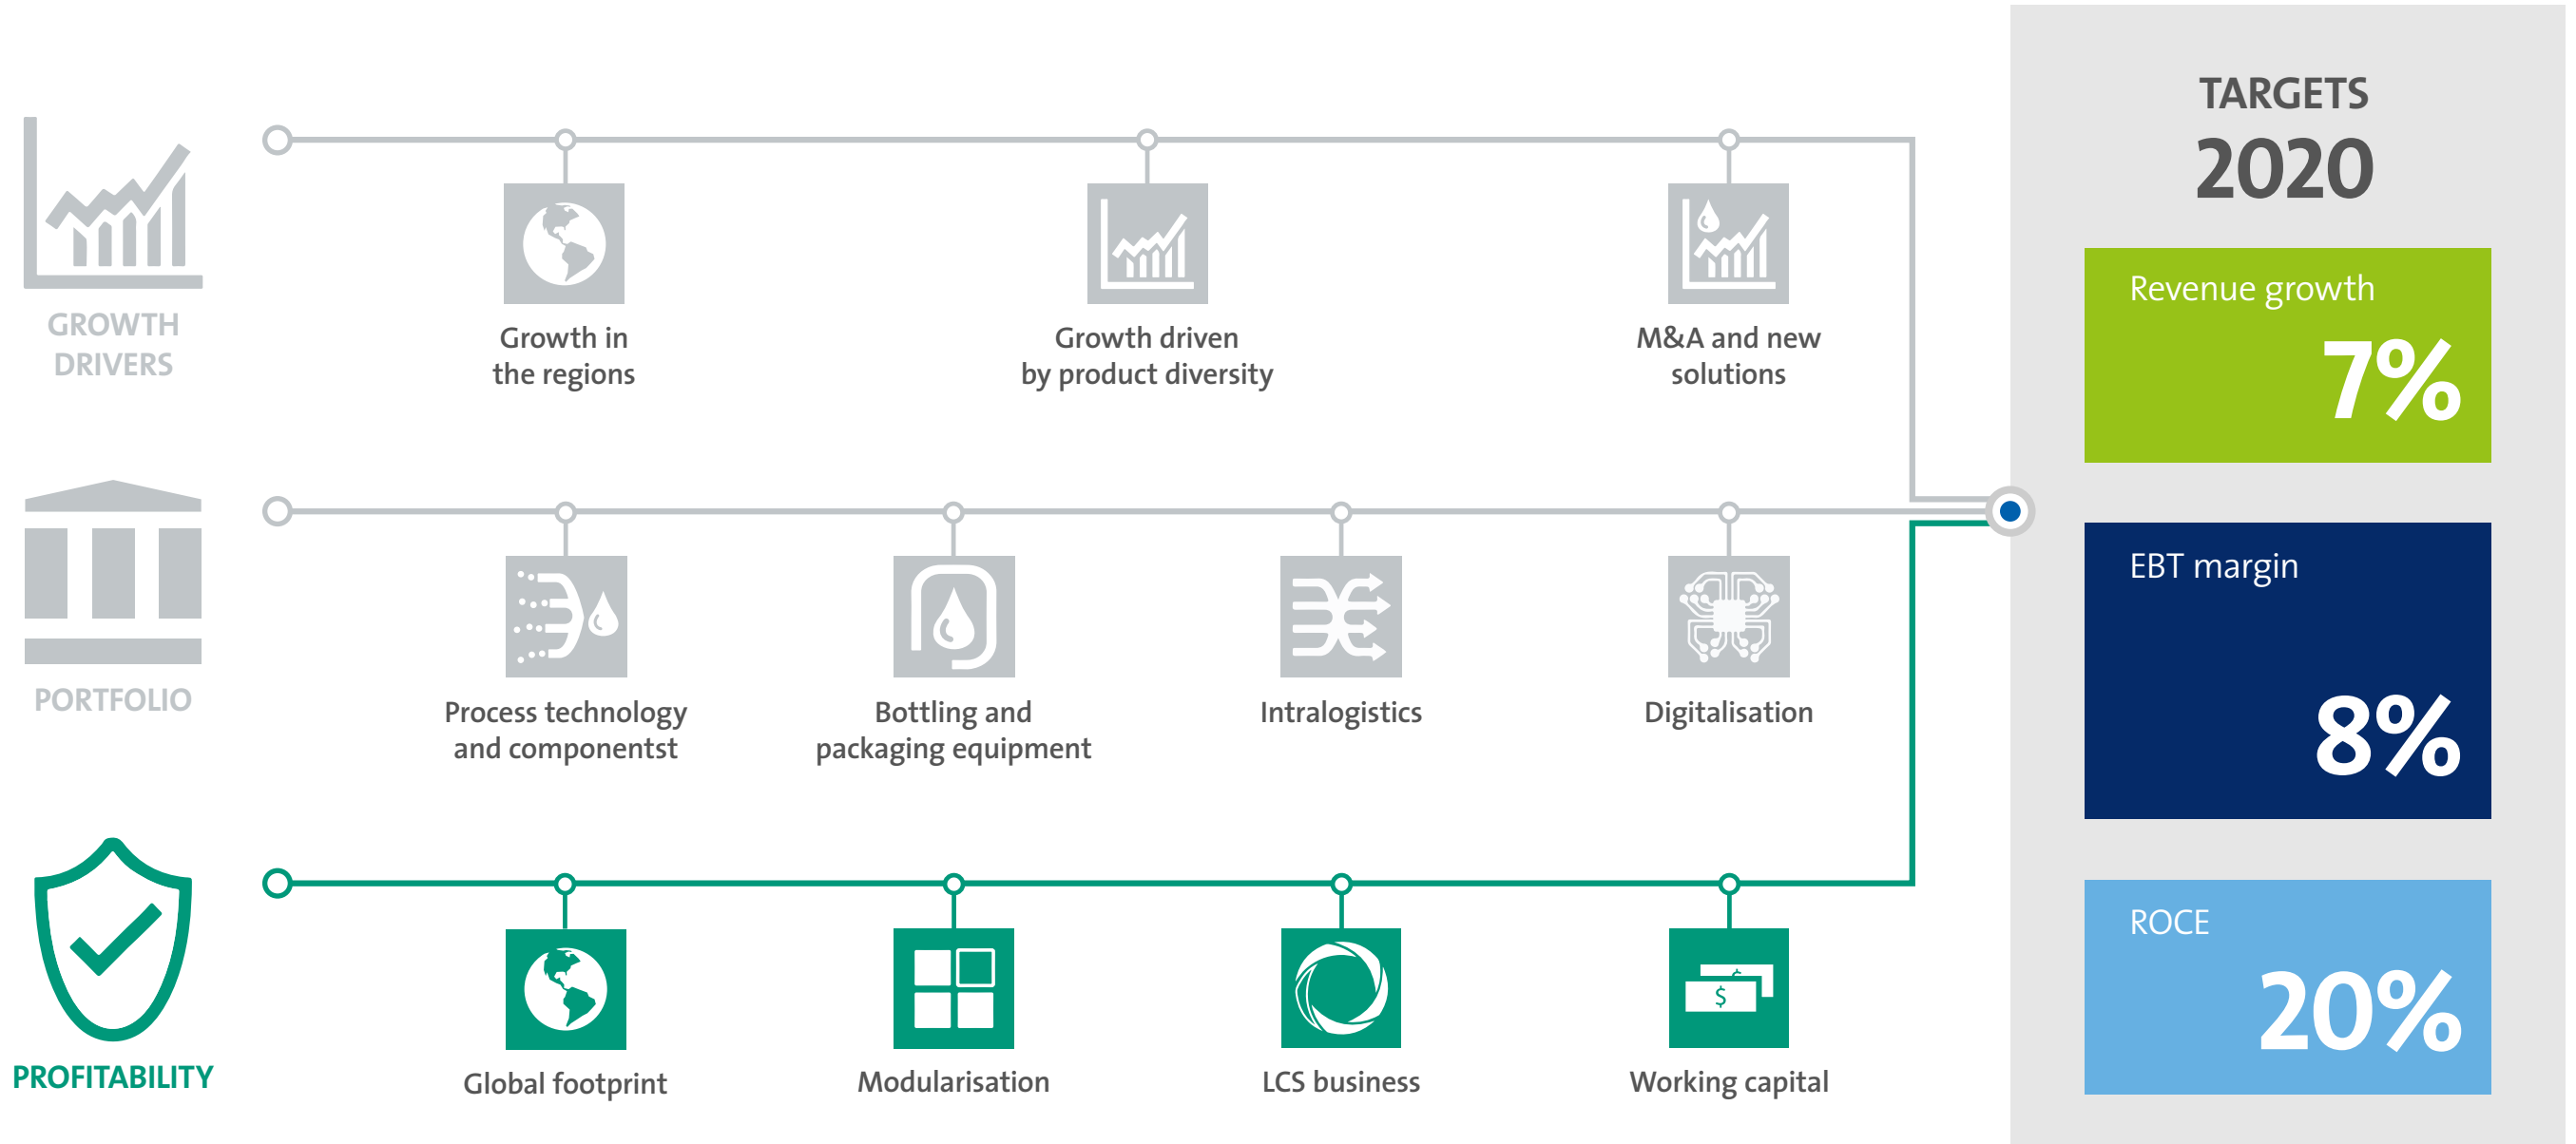 TARGETS
2020
GROWTH
DRIVERS
Growth in
the regions
Growth driven
by product diversity
M&A and new
solutions
Revenue growth
7%
PORTFOLIO
Process technology
and componentst
Bottling and
packaging equipment
Intralogistics
Digitalisation
EBT margin
8%
PROFITABILITY
Global footprint
Modularisation
LCS business
$
$
Working capital
ROCE
20%